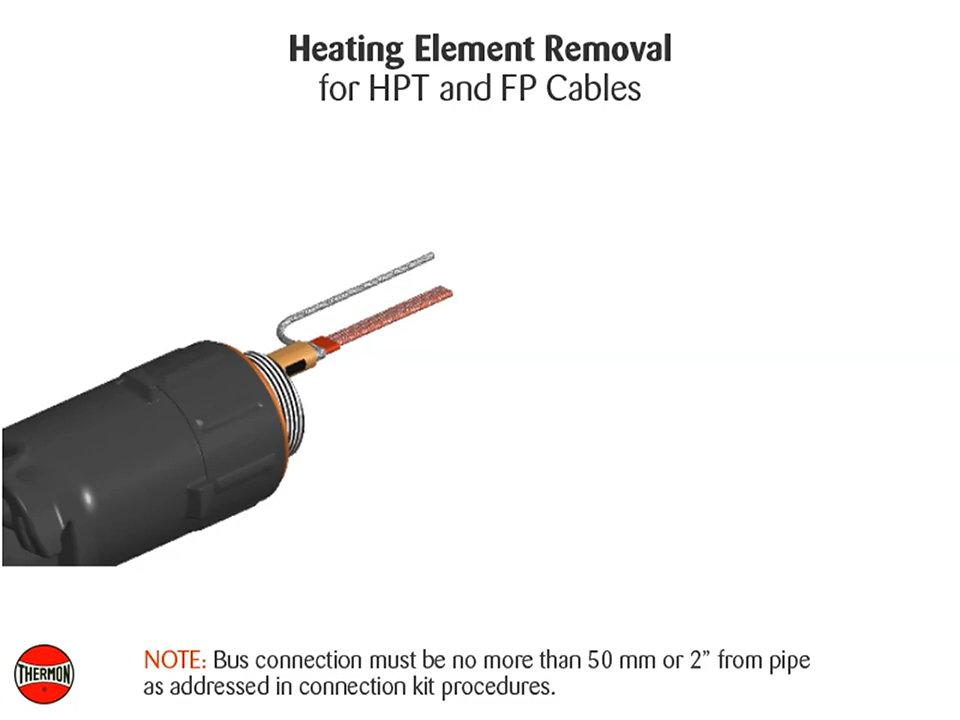 Heating Element Removal
for HPT and FP Cables
THERMON
®
NOTE: Bus connection must be no more than 50 mm or 2” from pipe
as addressed in connection kit procedures.